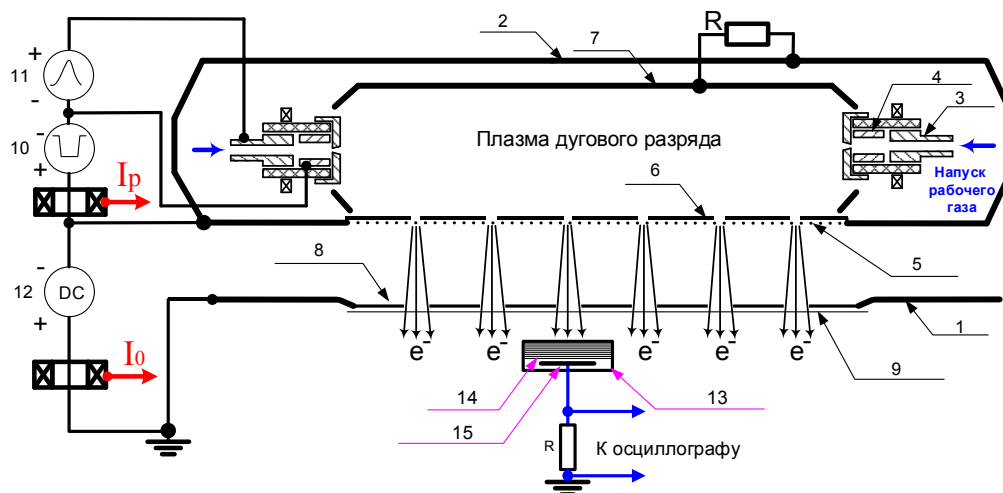 2
R
7
+
11
-
4
3
-
10
+
Плазма дугового разряда
6
Напуск
рабочего
газа
Ip
5
8
-
12
DC
+
1
I0
e-
e-
e-
e-
e-
9
14
13
15
R
К осциллографу